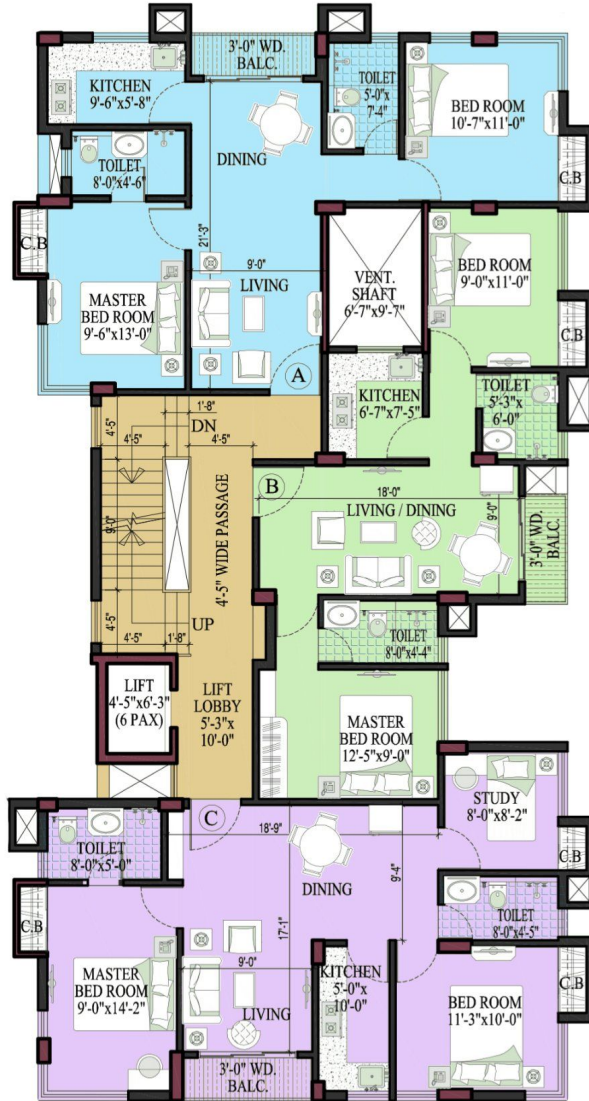 3'-0" WD.
BALC.
KITCHEN
9'-6"x5'-8"
TOILET
5'-0"x
7'-4"
BED ROOM
10'-7"x11'-0"
DINING
TOILET
8'-0"x4'-6"
C.B
C.B
21'-3"
9'-0"
LIVING
MASTER
BED ROOM
9'-6"x13'-0"
VENT.
SHAFT
6'-7"x9'-7"
BED ROOM
9'-0"x11'-0"
C.B
A
KITCHEN
6'-7"x7'-5"
TOILET
5'-3"x
6'-0"
1'-8"
DN
4'-5"
4'-5"
4'-5"
B
18'-0"
LIVING / DINING
9'-0"
3'-0" WD.
BALC.
9'-0"
4'-5" WIDE PASSAGE
UP
4'-5"
4'-5"
1'-8"
TOILET
8'-0"x4'-4"
LIFT
4'-5"x6'-3"
(6 PAX)
LIFT
LOBBY
5'-3"x
10'-0"
MASTER
BED ROOM
12'-5"x9'-0"
STUDY
8'-0"x8'-2"
C
18'-9"
TOILET
8'-0"x5'-0"
DINING
9'-4"
C.B
C.B
TOILET
8'-0"x4'-5"
17'-1"
9'-0"
LIVING
MASTER
BED ROOM
9'-0"x14'-2"
KITCHEN
5'-0"x
10'-0"
BED ROOM
11'-3"x10'-0"
C.B
3'-0" WD.
BALC.